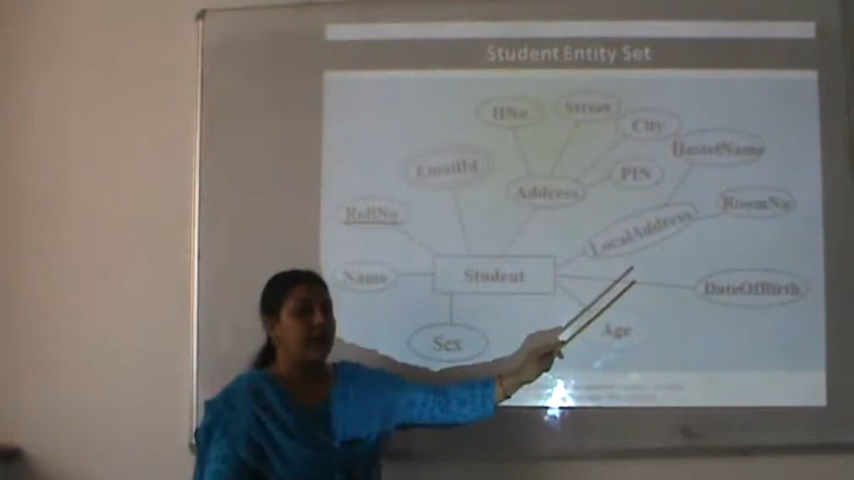 Student Entity Set
HNo
Street
City
HostelName
EmailId
PIN
Address
RoomNo
RollNo
LocalAddress
Student
Name
DateOfBirth
Age
Sex